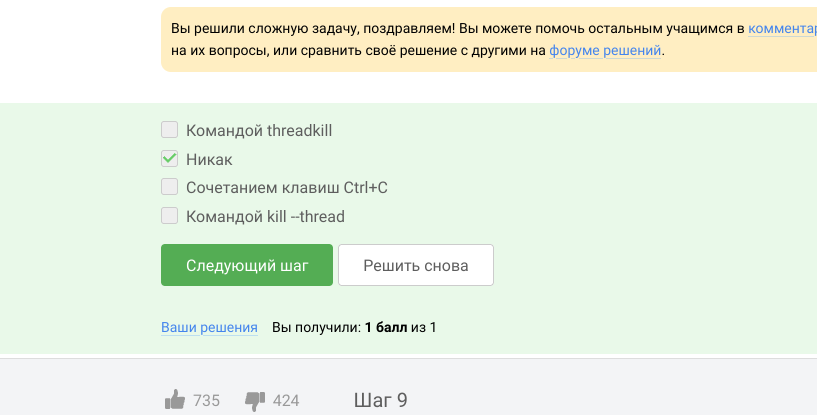 Вы решили сложную задачу, поздравляем! Вы можете помочь остальным учащимся в
на их вопросы, или сравнить своё решение с другими на форуме решений.
Командой threadkill
Никак
Сочетанием клавиш Ctrl+C
Командой kill --thread
Следующий шаг Решить снова
Ваши решения Вы получили: 1 балл из 1
735 424 Шаг 9